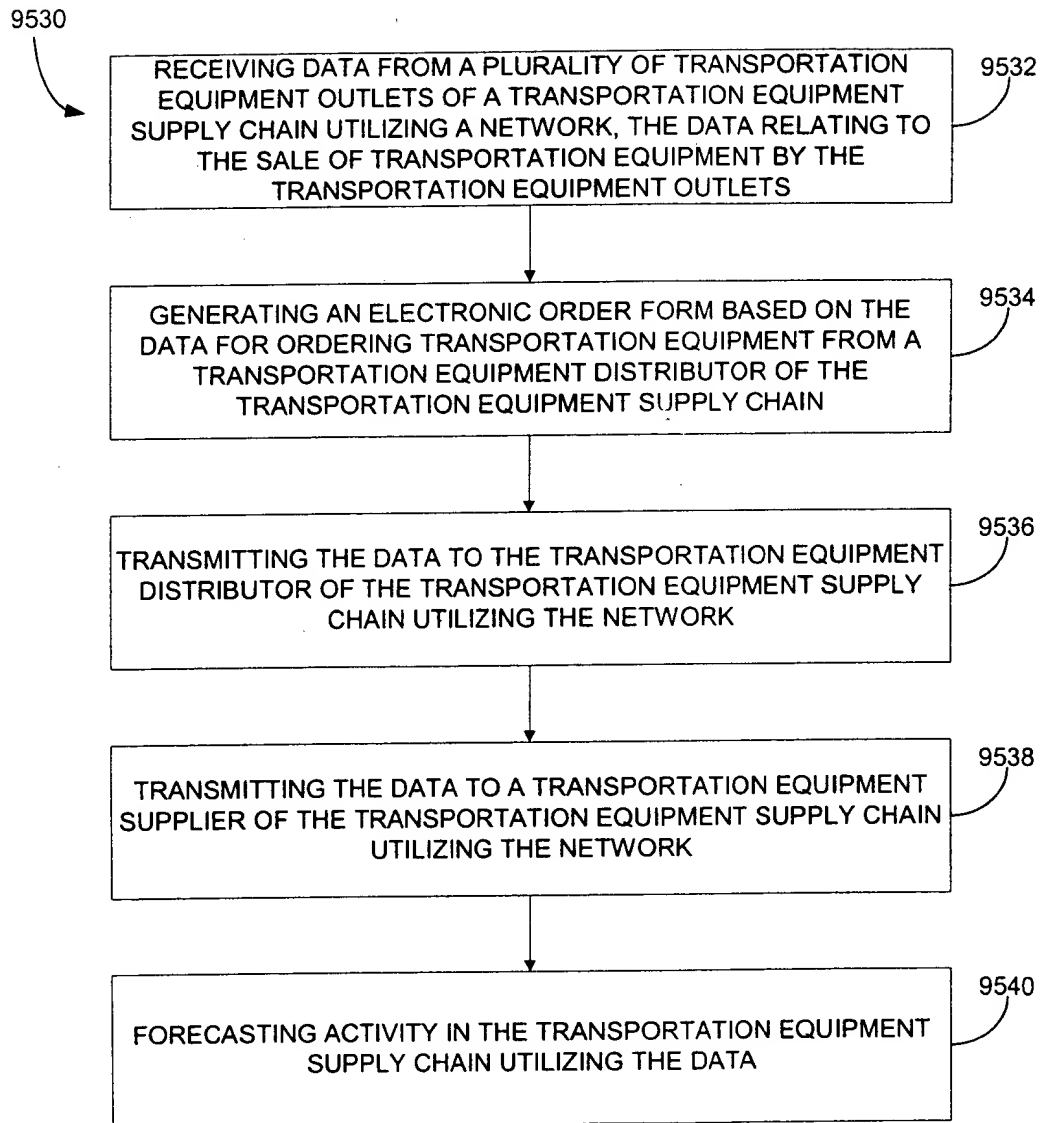 9530
RECEIVING DATA FROM A PLURALITY OF TRANSPORTATION
EQUIPMENT OUTLETS OF A TRANSPORTATION EQUIPMENT
SUPPLY CHAIN UTILIZING A NETWORK, THE DATA RELATING TO
THE SALE OF TRANSPORTATION EQUIPMENT BY THE
TRANSPORTATION EQUIPMENT OUTLETS
9532
GENERATING AN ELECTRONIC ORDER FORM BASED ON THE
DATA FOR ORDERING TRANSPORTATION EQUIPMENT FROM A
TRANSPORTATION EQUIPMENT DISTRIBUTOR OF THE
TRANSPORTATION EQUIPMENT SUPPLY CHAIN
9534
TRANSMITTING THE DATA TO THE TRANSPORTATION EQUIPMENT
DISTRIBUTOR OF THE TRANSPORTATION EQUIPMENT SUPPLY
CHAIN UTILIZING THE NETWORK
9536
TRANSMITTING THE DATA TO A TRANSPORTATION EQUIPMENT
SUPPLIER OF THE TRANSPORTATION EQUIPMENT SUPPLY CHAIN
UTILIZING THE NETWORK
9538
FORECASTING ACTIVITY IN THE TRANSPORTATION EQUIPMENT
SUPPLY CHAIN UTILIZING THE DATA
9540